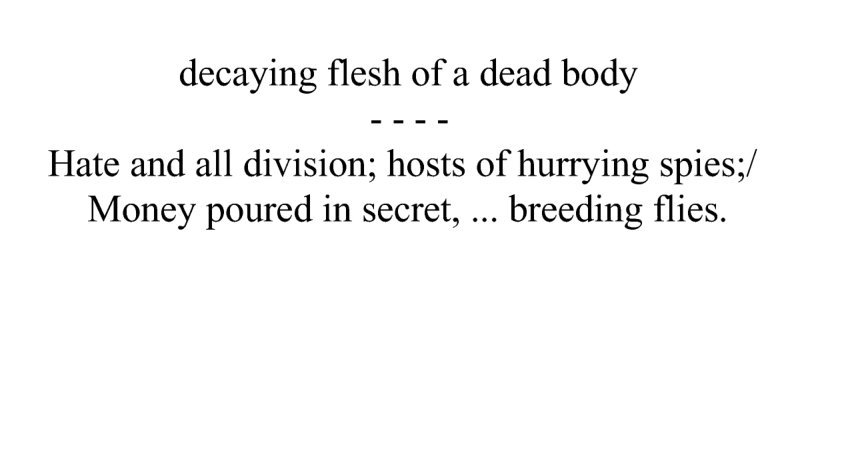 decaying flesh of a dead body
- - - -
Hate and all division; hosts of hurrying spies;/
Money poured in secret, ... breeding flies.